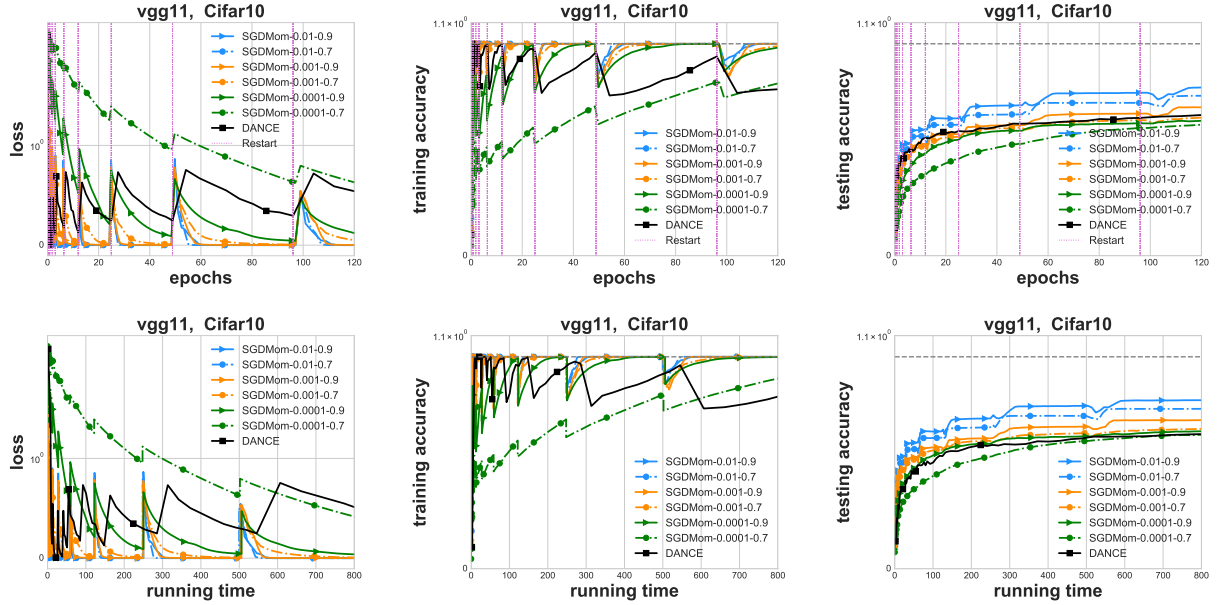 vgg11, Cifar10
loss
10⁰
0
SGDMom-0.01-0.9
SGDMom-0.01-0.7
SGDMom-0.001-0.9
SGDMom-0.001-0.7
SGDMom-0.0001-0.9
SGDMom-0.0001-0.7
DANCE
Restart
0 20 40 60 80 100 120
epochs
vgg11, Cifar10
training accuracy
1.1 × 10⁰
0
SGDMom-0.01-0.9
SGDMom-0.01-0.7
SGDMom-0.001-0.9
SGDMom-0.001-0.7
SGDMom-0.0001-0.9
SGDMom-0.0001-0.7
DANCE
Restart
0 20 40 60 80 100 120
epochs
vgg11, Cifar10
testing accuracy
1.1 × 10⁰
0
SGDMom-0.01-0.9
SGDMom-0.01-0.7
SGDMom-0.001-0.9
SGDMom-0.001-0.7
SGDMom-0.0001-0.9
SGDMom-0.0001-0.7
DANCE
Restart
0 20 40 60 80 100 120
epochs
vgg11, Cifar10
loss
10⁰
0
SGDMom-0.01-0.9
SGDMom-0.01-0.7
SGDMom-0.001-0.9
SGDMom-0.001-0.7
SGDMom-0.0001-0.9
SGDMom-0.0001-0.7
DANCE
0 100 200 300 400 500 600 700 800
running time
vgg11, Cifar10
training accuracy
1.1 × 10⁰
0
SGDMom-0.01-0.9
SGDMom-0.01-0.7
SGDMom-0.001-0.9
SGDMom-0.001-0.7
SGDMom-0.0001-0.9
SGDMom-0.0001-0.7
DANCE
0 100 200 300 400 500 600 700 800
running time
vgg11, Cifar10
testing accuracy
1.1 × 10⁰
0
SGDMom-0.01-0.9
SGDMom-0.01-0.7
SGDMom-0.001-0.9
SGDMom-0.001-0.7
SGDMom-0.0001-0.9
SGDMom-0.0001-0.7
DANCE
0 100 200 300 400 500 600 700 800
running time